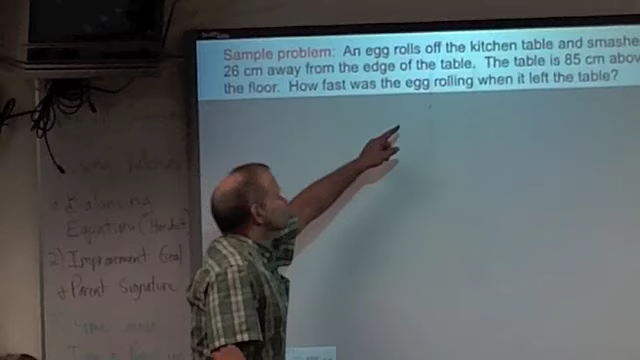 Sample problem: An egg rolls off the kitchen table and smashe
26 cm away from the edge of the table. The table is 85 cm abov
the floor. How fast was the egg rolling when it left the table?
Balancing
Equation (Handout)
2) Improvement Goal
+ Parent Signature